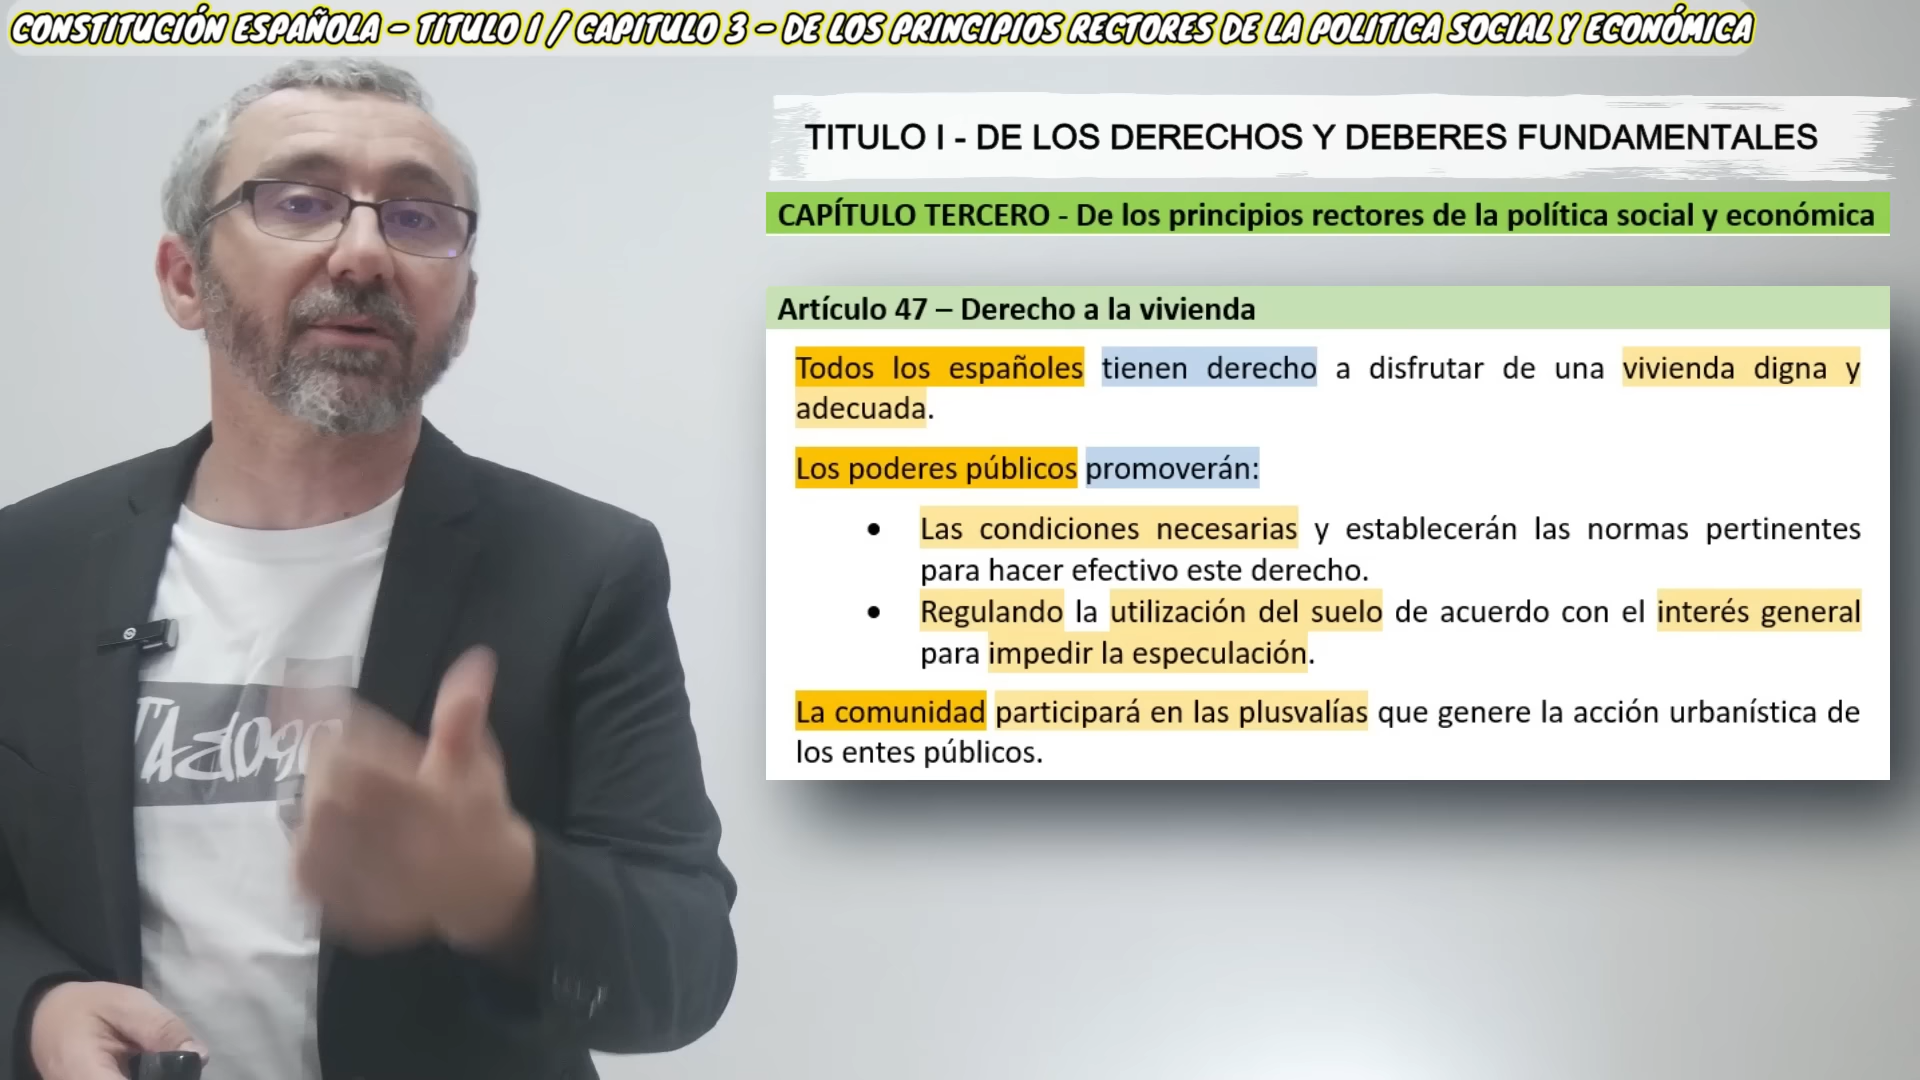 CONSTITUCIÓN ESPAÑOLA - TITULO I / CAPITULO 3 - DE LOS PRINCIPIOS RECTORES DE LA POLITICA SOCIAL Y ECONÓMICA
TITULO I - DE LOS DERECHOS Y DEBERES FUNDAMENTALES
CAPÍTULO TERCERO - De los principios rectores de la política social y económica
Artículo 47 – Derecho a la vivienda
Todos los españoles tienen derecho a disfrutar de una vivienda digna y
adecuada.
Los poderes públicos promoverán:
• Las condiciones necesarias y establecerán las normas pertinentes
para hacer efectivo este derecho.
• Regulando la utilización del suelo de acuerdo con el interés general
para impedir la especulación.
La comunidad participará en las plusvalías que genere la acción urbanística de
los entes públicos.